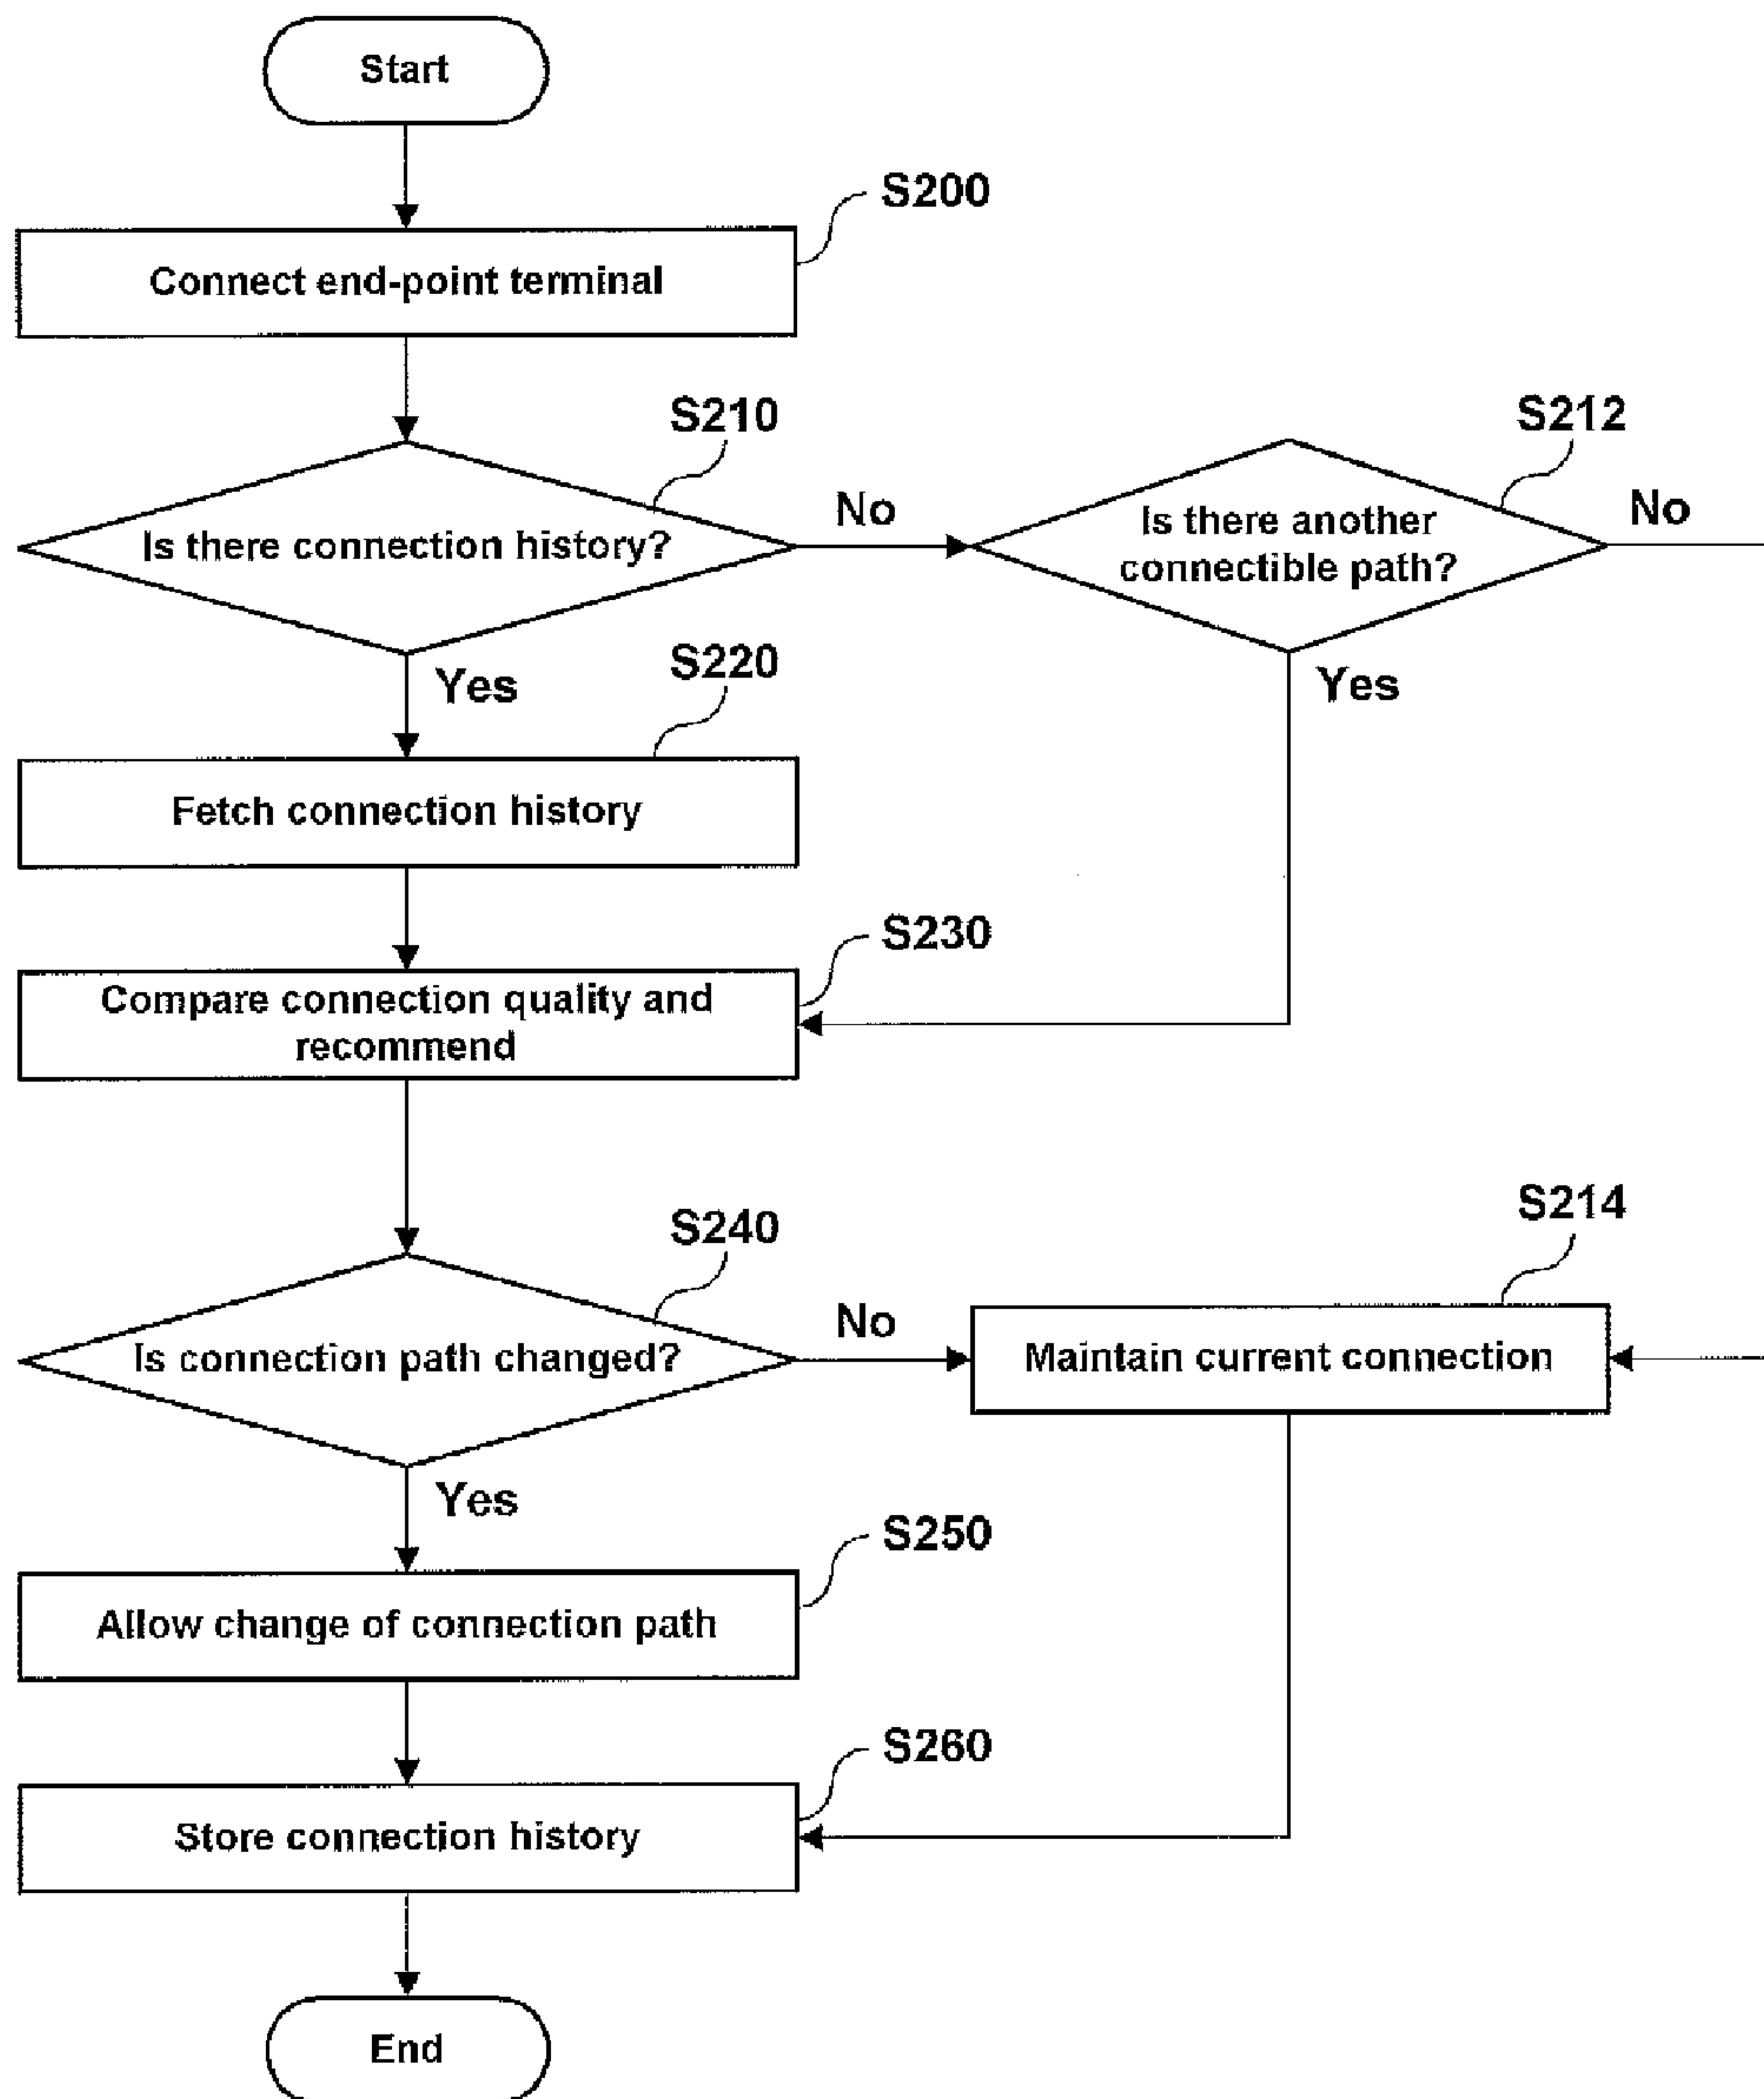 Start
S200
Connect end-point terminal
S210
S212
Is there connection history?
No
Is there another
connectible path?
No
Yes
Yes
S220
Fetch connection history
S230
Compare connection quality and
recommend
S240
S214
Is connection path changed?
No
Maintain current connection
Yes
S250
Allow change of connection path
S260
Store connection history
End